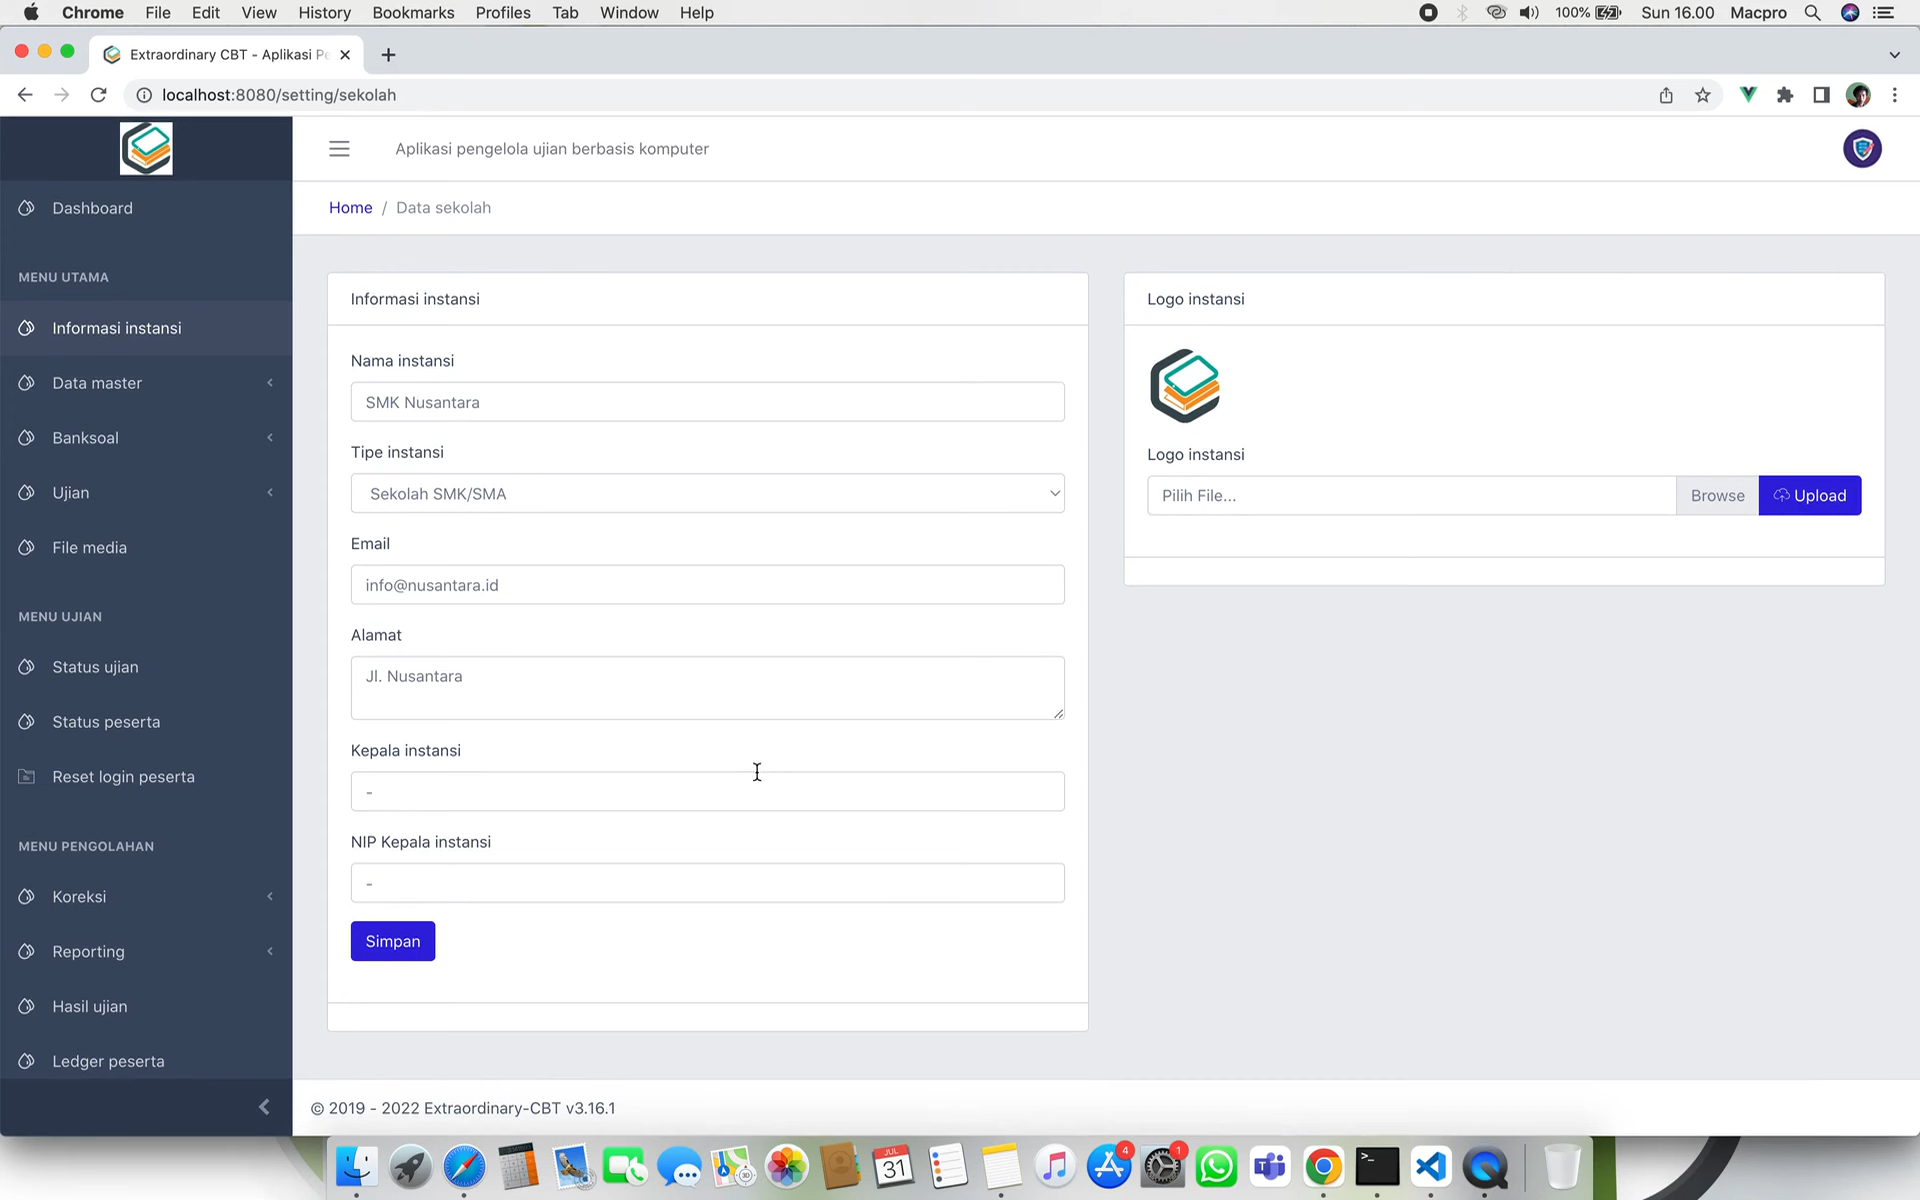 Chrome File Edit View History Bookmarks Profiles Tab Window Help
100% Sun 16.00 Macpro
Extraordinary CBT - Aplikasi Pe
localhost:8080/setting/sekolah
Aplikasi pengelola ujian berbasis komputer
Home / Data sekolah
Dashboard
MENU UTAMA
Informasi instansi
Data master
Banksoal
Ujian
File media
MENU UJIAN
Status ujian
Status peserta
Reset login peserta
MENU PENGOLAHAN
Koreksi
Reporting
Hasil ujian
Ledger peserta
Informasi instansi
Nama instansi
SMK Nusantara
Tipe instansi
Sekolah SMK/SMA
Email
info@nusantara.id
Alamat
Jl. Nusantara
Kepala instansi
-
NIP Kepala instansi
-
Simpan
Logo instansi
Logo instansi
Pilih File... Browse Upload
© 2019 - 2022 Extraordinary-CBT v3.16.1
JUL
31
4
1